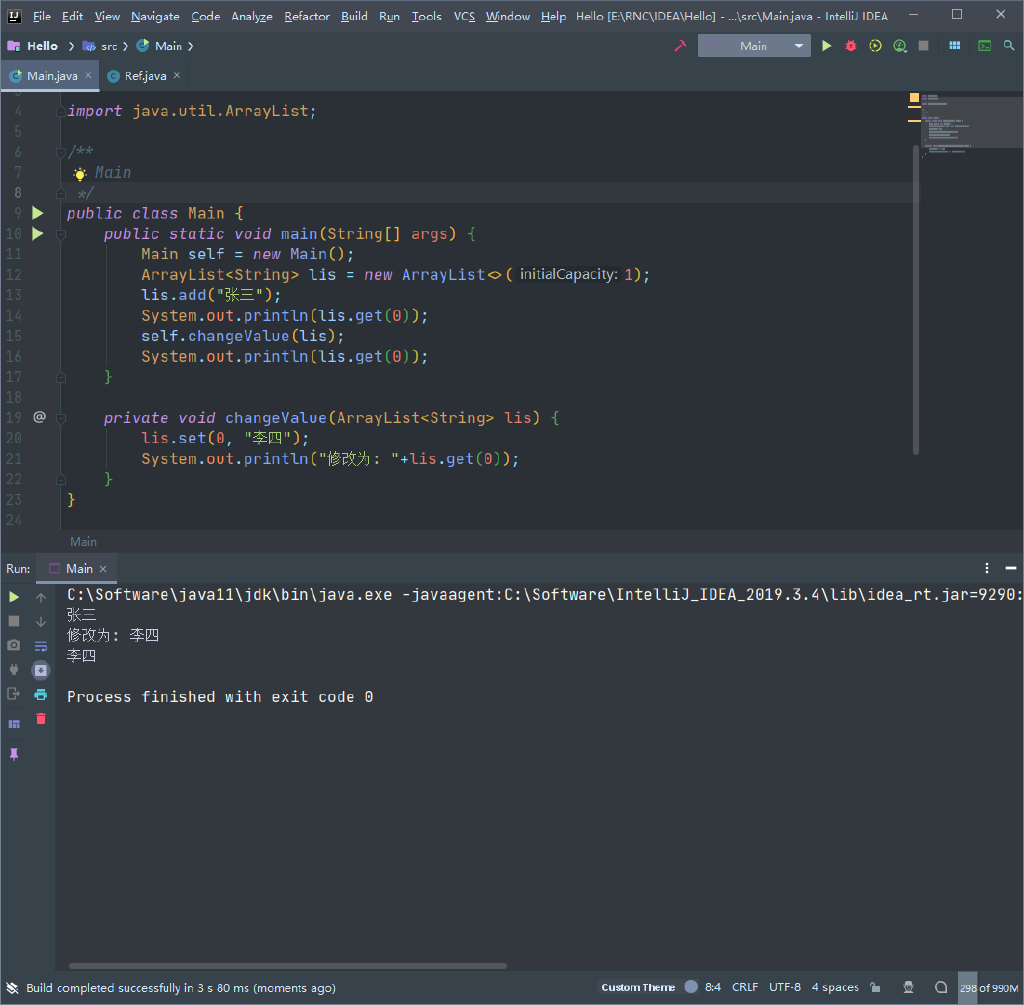 File Edit View Navigate Code Analyze Refactor Build Run Tools VCS Window Help Hello [E:\RNC\IDEA\Hello] - ...\src\Main.java - IntelliJ IDEA
Hello src Main Main
Main.java Ref.java
4 import java.util.ArrayList;
5
6 /**
7 Main
8 */
9 public class Main {
10 public static void main(String[] args) {
11 Main self = new Main();
12 ArrayList<String> lis = new ArrayList<>( initialCapacity: 1);
13 lis.add("张三");
14 System.out.println(lis.get(0));
15 self.changeValue(lis);
16 System.out.println(lis.get(0));
17 }
18
19 @ private void changeValue(ArrayList<String> lis) {
20 lis.set(0, "李四");
21 System.out.println("修改为: "+lis.get(0));
22 }
23 }
24
Main
Run: Main
C:\Software\java11\jdk\bin\java.exe -javaagent:C:\Software\IntelliJ_IDEA_2019.3.4\lib\idea_rt.jar=9290:
张三
修改为: 李四
李四
Process finished with exit code 0
Build completed successfully in 3 s 80 ms (moments ago) Custom Theme 8:4 CRLF UTF-8 4 spaces 298 of 990M